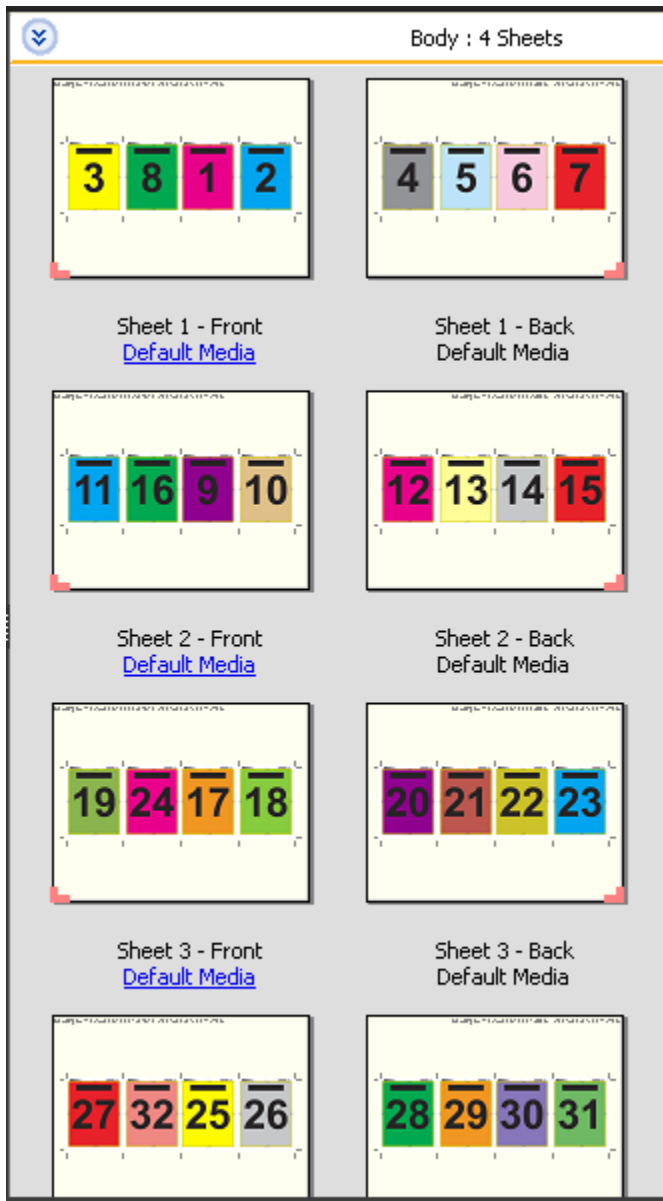 Body : 4 Sheets
3 8 1 2
4 5 6 7
Sheet 1 - Front
Default Media
Sheet 1 - Back
Default Media
11 16 9 10
12 13 14 15
Sheet 2 - Front
Default Media
Sheet 2 - Back
Default Media
19 24 17 18
20 21 22 23
Sheet 3 - Front
Default Media
Sheet 3 - Back
Default Media
27 32 25 26
28 29 30 31